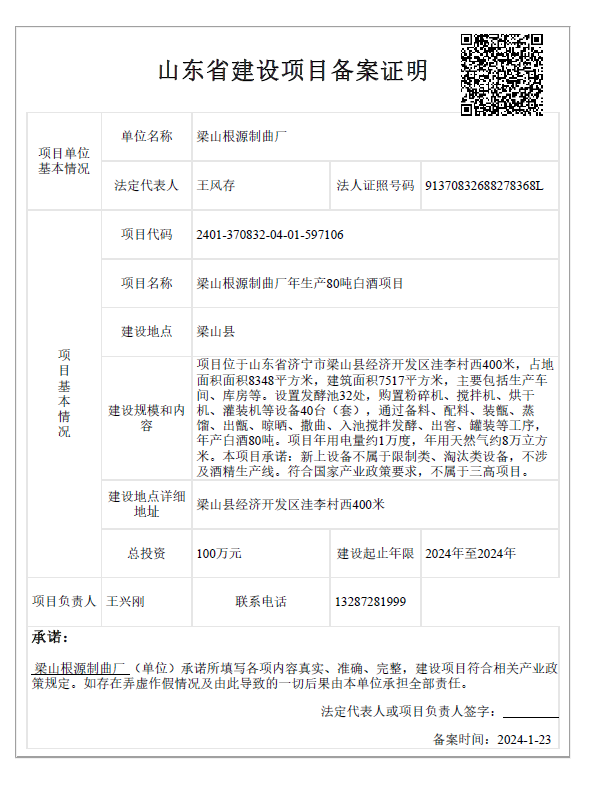 山东省建设项目备案证明
项目单位
基本情况
单位名称
梁山根源制曲厂
法定代表人
王风存
法人证照号码
91370832688278368L
项目基本情况
项目代码
2401-370832-04-01-597106
项目名称
梁山根源制曲厂年生产80吨白酒项目
建设地点
梁山县
建设规模和内
容
项目位于山东省济宁市梁山县经济开发区洼李村西400米，占地
面积面积8348平方米，建筑面积7517平方米，主要包括生产车
间、库房等。设置发酵池32处，购置粉碎机、搅拌机、烘干
机、灌装机等设备40台（套），通过备料、配料、装甑、蒸
馏、出甑、晾晒、撒曲、入池搅拌发酵、出窖、罐装等工序，
年产白酒80吨。项目年用电量约1万度，年用天然气约8万立方
米。本项目承诺：新上设备不属于限制类、淘汰类设备，不涉
及酒精生产线。符合国家产业政策要求，不属于三高项目。
建设地点详细
地址
梁山县经济开发区洼李村西400米
总投资
100万元
建设起止年限
2024年至2024年
项目负责人
王兴刚
联系电话
13287281999
承诺：
梁山根源制曲厂（单位）承诺所填写各项内容真实、准确、完整，建设项目符合相关产业政
策规定。如存在弄虚作假情况及由此导致的一切后果由本单位承担全部责任。
法定代表人或项目负责人签字：
备案时间：2024-1-23